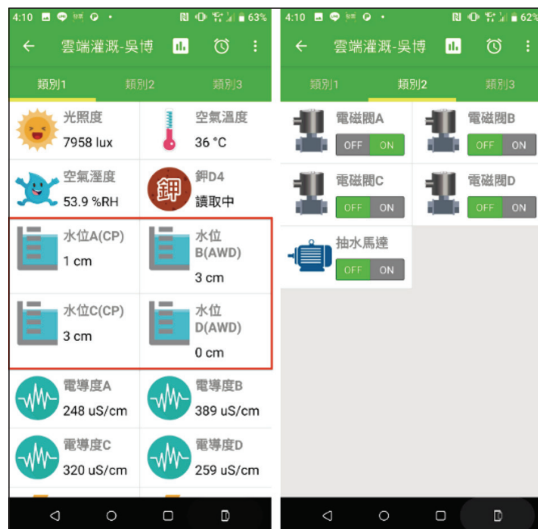 4:10
63%
雲端灌溉-吳博
類別1 類別2 類別3
光照度
7958 lux
空氣溫度
36 °C
空氣溼度
53.9 %RH
鉀
鉀D4
讀取中
水位A(CP)
1 cm
水位
B(AWD)
3 cm
水位C(CP)
3 cm
水位
D(AWD)
0 cm
電導度A
248 uS/cm
電導度B
389 uS/cm
電導度C
320 uS/cm
電導度D
259 uS/cm
4:10
62%
雲端灌溉-吳博
類別1 類別2 類別3
電磁閥A
OFF ON
電磁閥B
OFF ON
電磁閥C
OFF ON
電磁閥D
OFF ON
抽水馬達
OFF ON